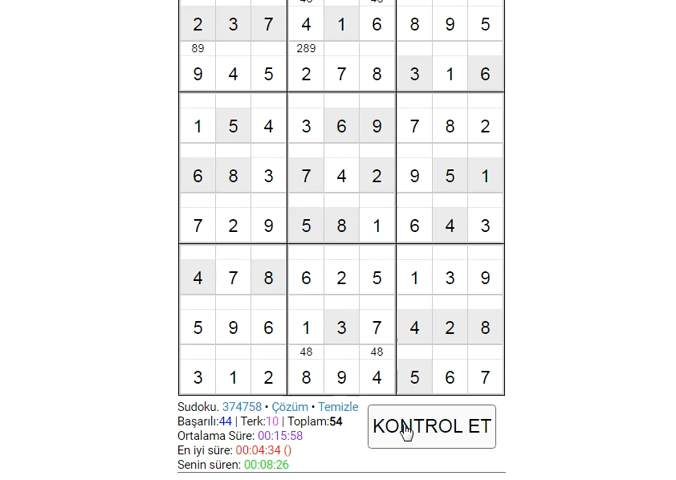 2 3 7 4 1 6 8 9 5
89 289
9 4 5 2 7 8 3 1 6
1 5 4 3 6 9 7 8 2
6 8 3 7 4 2 9 5 1
7 2 9 5 8 1 6 4 3
4 7 8 6 2 5 1 3 9
5 9 6 1 3 7 4 2 8
48 48
3 1 2 8 9 4 5 6 7
Sudoku. 374758 • Çözüm • Temizle
Başarılı:44 | Terk:10 | Toplam:54
Ortalama Süre: 00:15:58
En iyi süre: 00:04:34 ()
Senin süren: 00:08:26
KONTROL ET